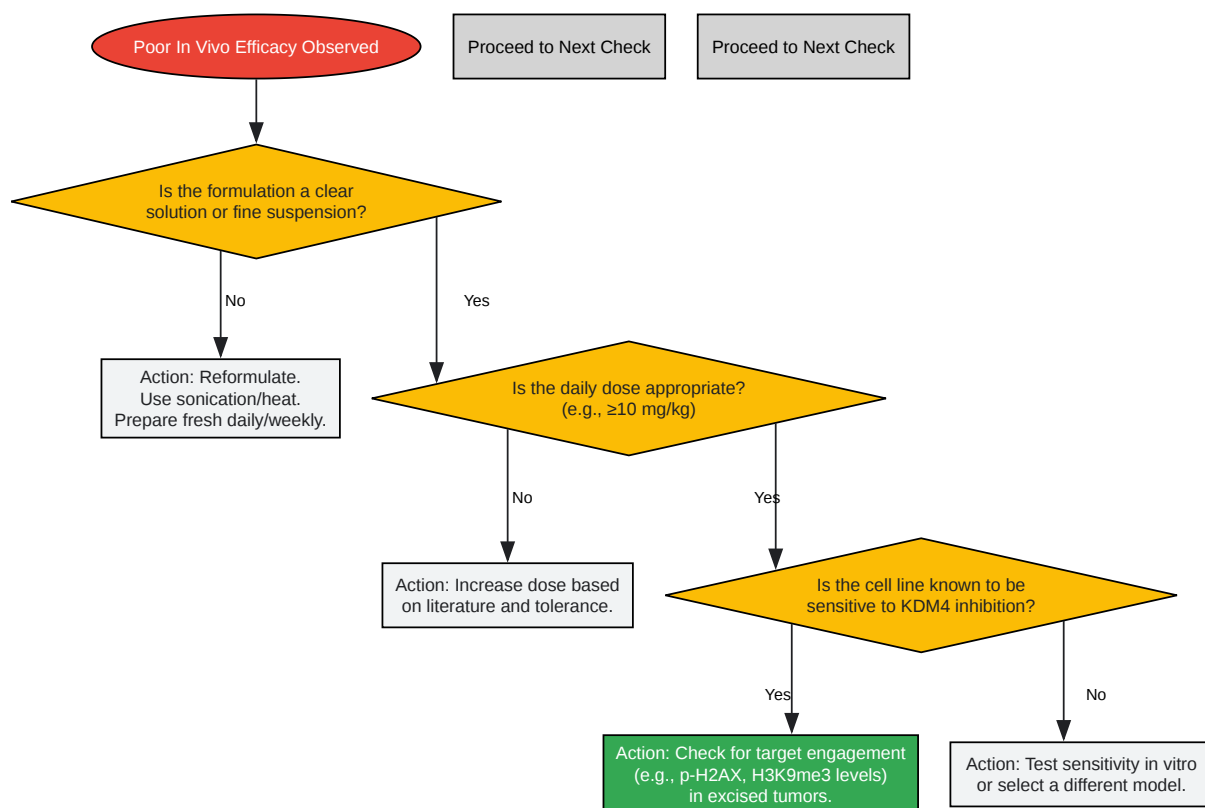 Poor In Vivo Efficacy Observed
Proceed to Next Check
Proceed to Next Check
Is the formulation a clear
solution or fine suspension?
No
Yes
Action: Reformulate.
Use sonication/heat.
Prepare fresh daily/weekly.
Is the daily dose appropriate?
(e.g., ≥10 mg/kg)
No
Yes
Action: Increase dose based
on literature and tolerance.
Is the cell line known to be
sensitive to KDM4 inhibition?
Yes
No
Action: Check for target engagement
(e.g., p-H2AX, H3K9me3 levels)
in excised tumors.
Action: Test sensitivity in vitro
or select a different model.